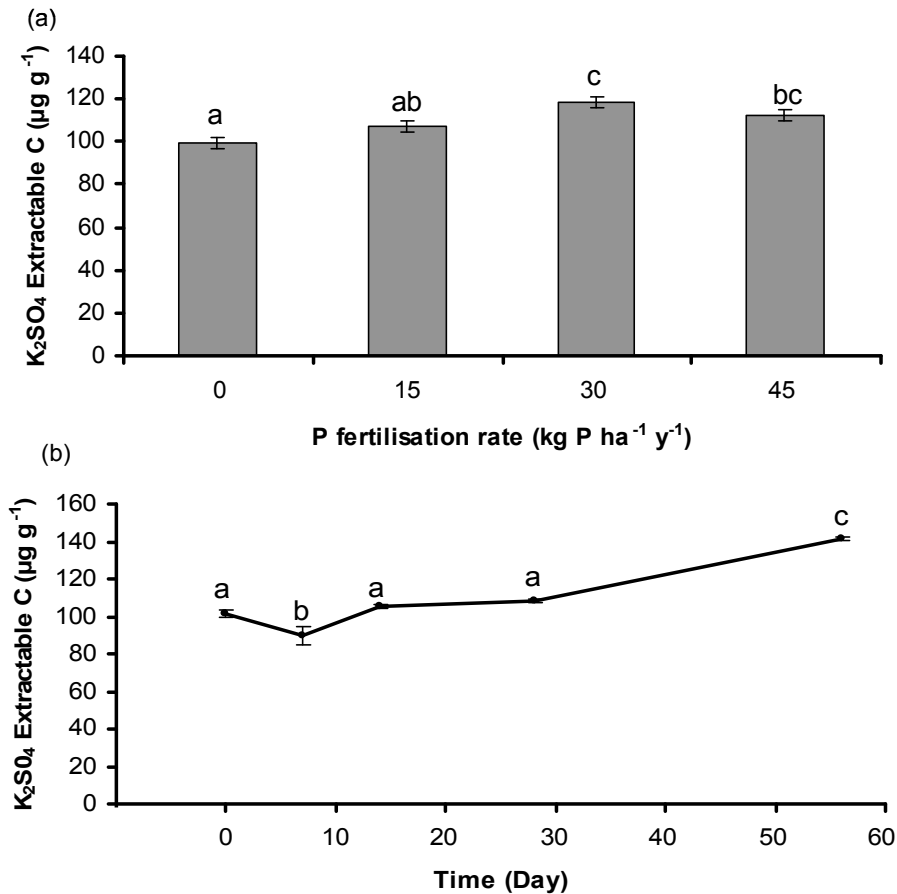 (a)
K₂SO₄ Extractable C (µg g⁻¹)
140
120
100
80
60
40
20
0
a
ab
c
bc
0 15 30 45
P fertilisation rate (kg P ha⁻¹ y⁻¹)
(b)
K₂S0₄ Extractable C (µg g⁻¹)
160
140
120
100
80
60
40
20
0
a
b
a
a
c
0 10 20 30 40 50 60
Time (Day)